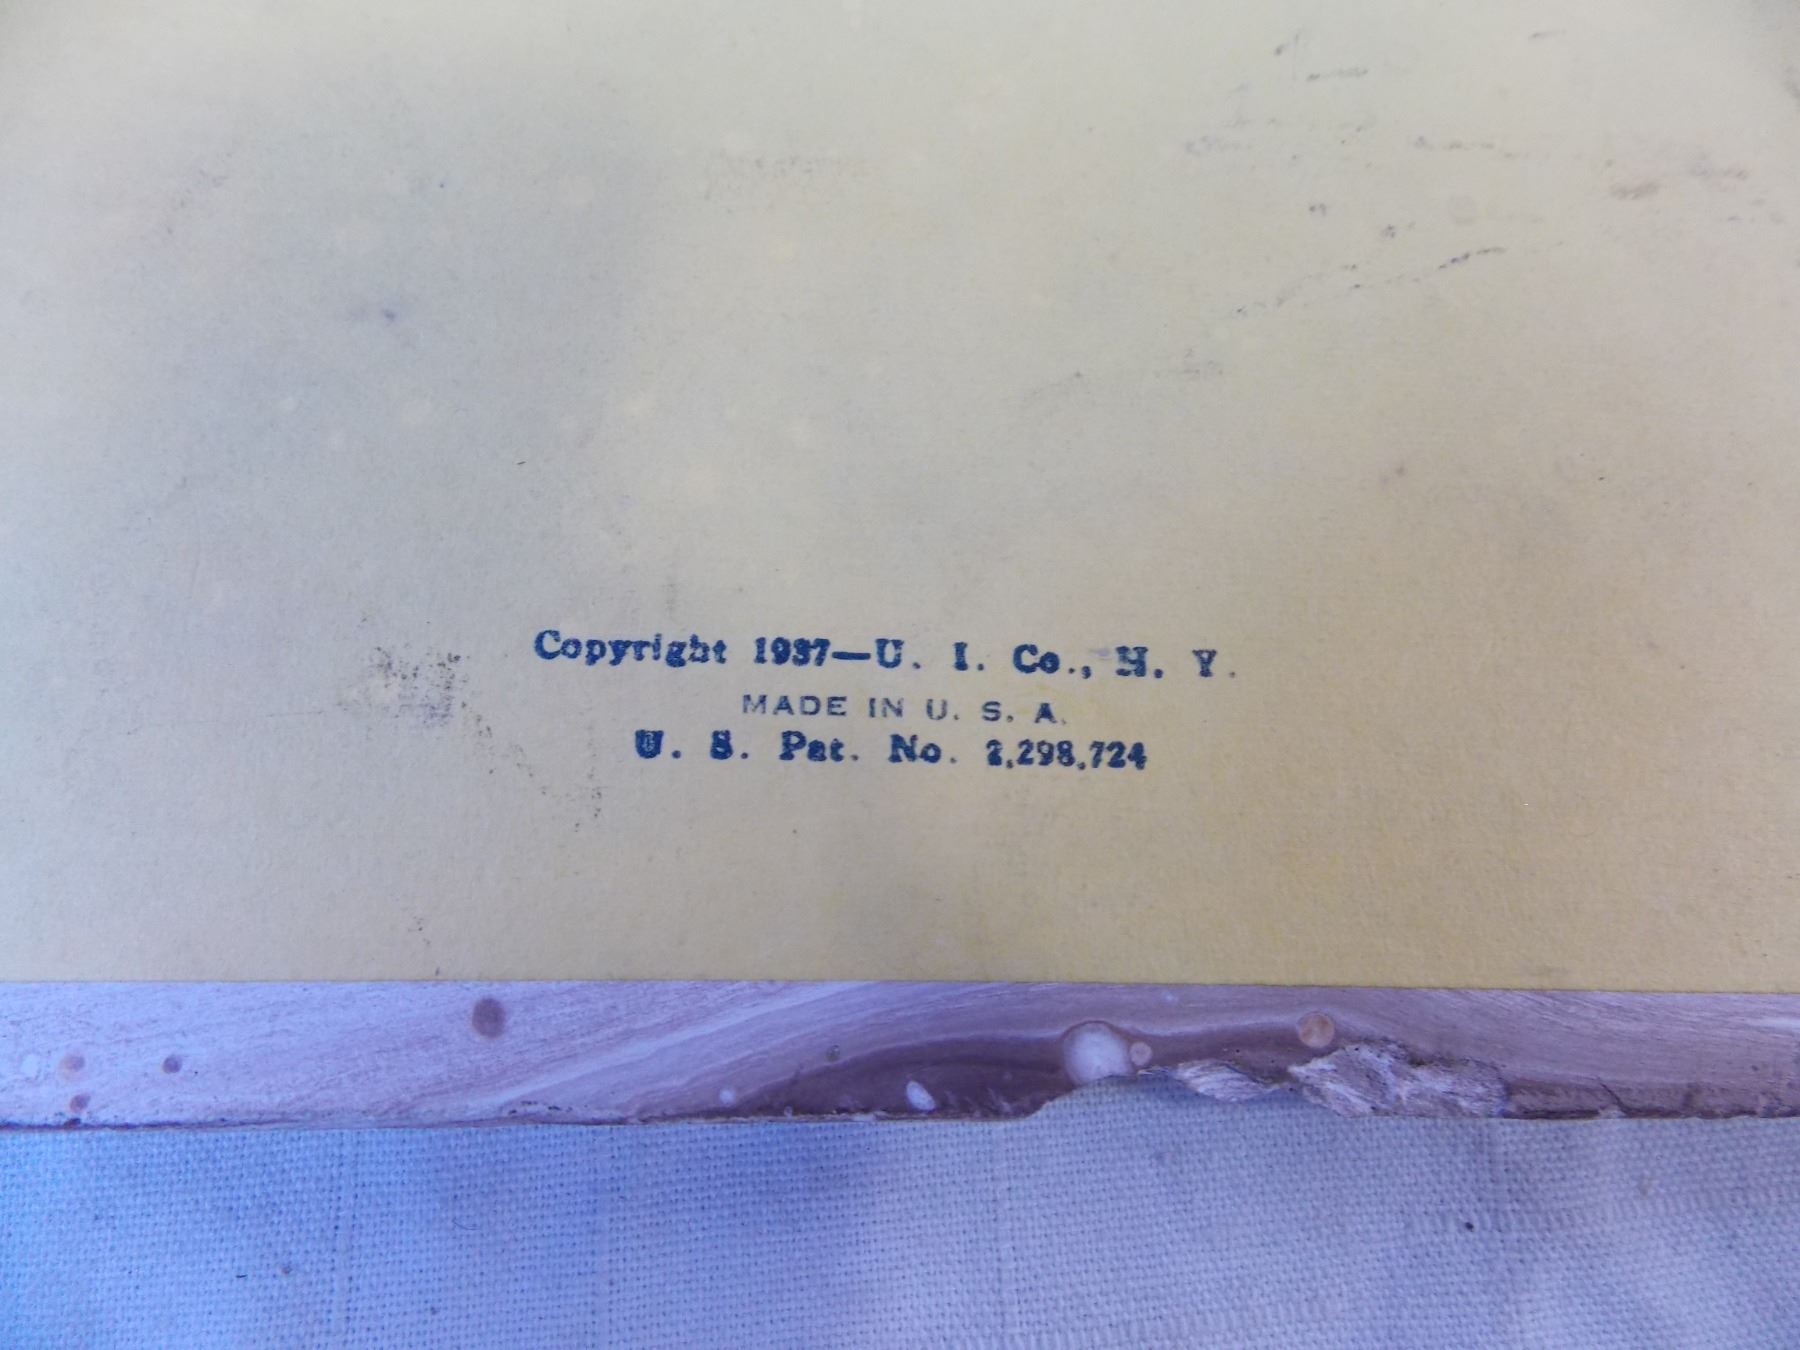 Copyright 1937—U. I. Co., N. Y.
MADE IN U. S. A.
U. S. Pat. No. 2,298,724